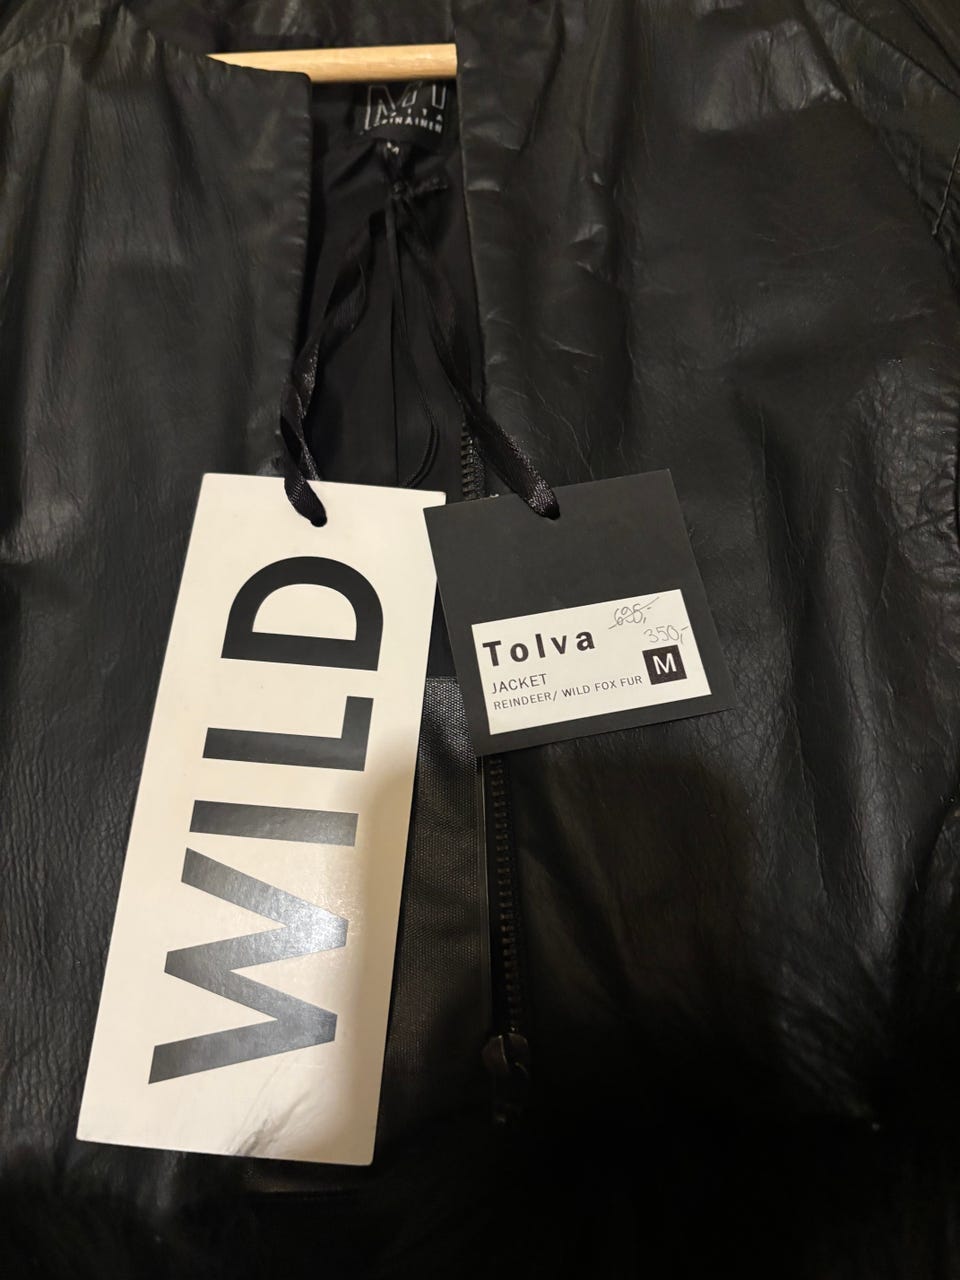 M
WILD
695,-
350,-
Tolva
M
JACKET
REINDEER/ WILD FOX FUR